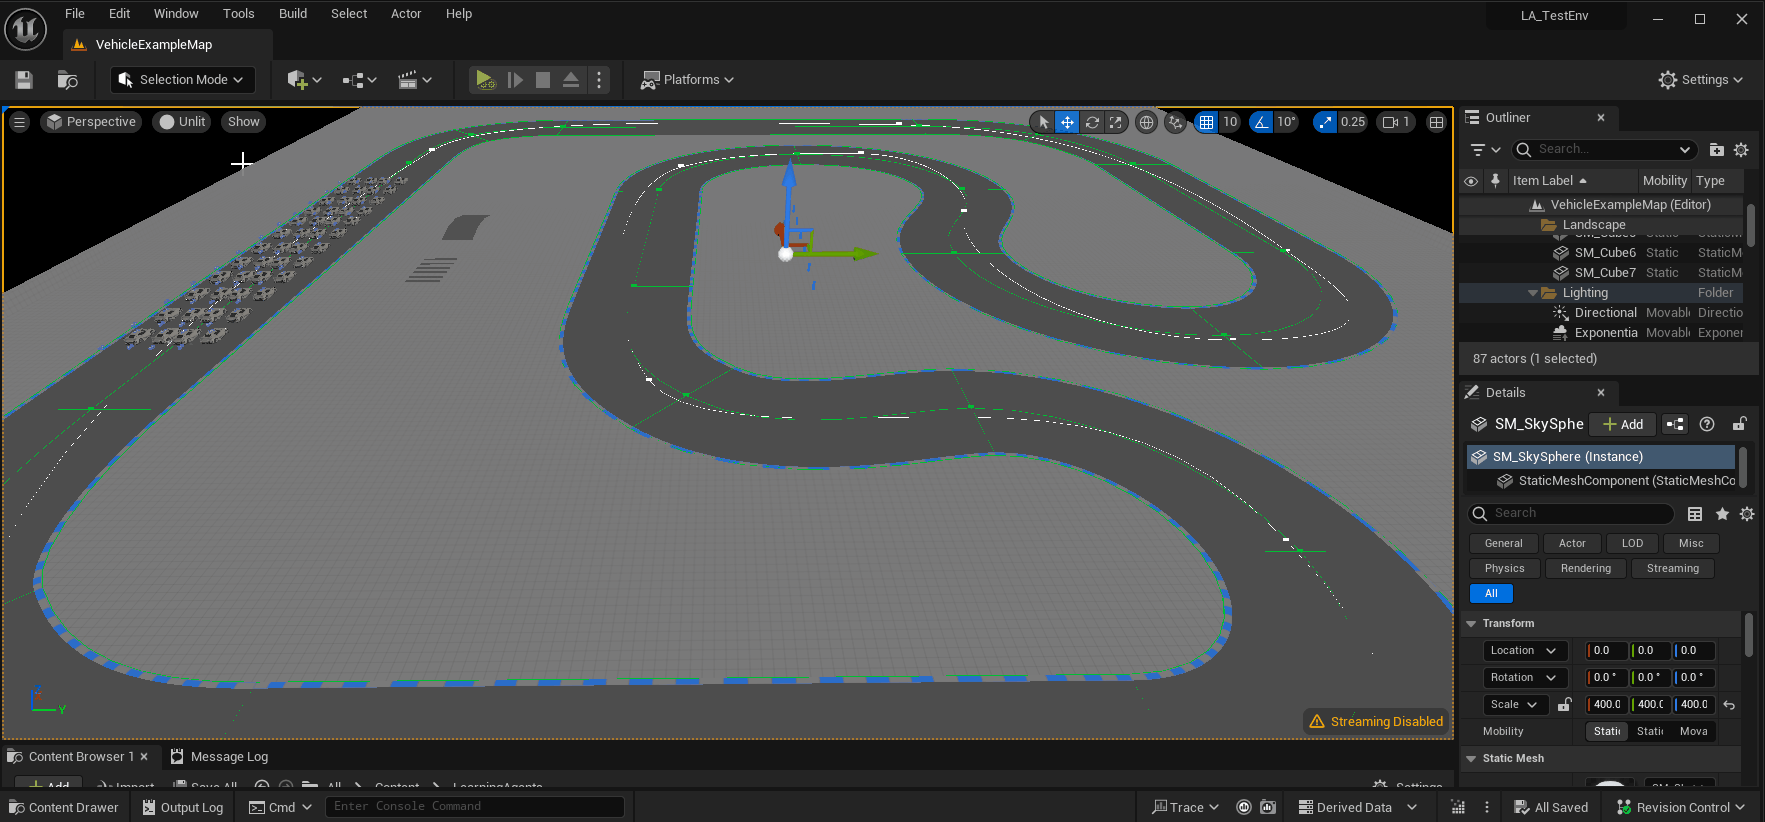 File Edit Window Tools Build Select Actor Help
LA_TestEnv
VehicleExampleMap
Selection Mode
Platforms
Settings
Perspective
Unlit
Show
10
10°
0.25
1
Outliner
Search...
Item Label Mobility Type
VehicleExampleMap (Editor)
Landscape
SM_Cube6 Static StaticM
SM_Cube7 Static StaticM
Lighting Folder
Directional Movabl Directio
Exponentia Movabl Exponer
87 actors (1 selected)
Details
SM_SkySphe
Add
SM_SkySphere (Instance)
StaticMeshComponent (StaticMeshCo
Search
General Actor LOD Misc
Physics Rendering Streaming
All
Transform
Location 0.0 0.0 0.0
Rotation 0.0 ° 0.0 ° 0.0 °
Scale 400.0 400.0 400.0
Mobility Static Static Mova
Static Mesh
Y
Streaming Disabled
Content Browser 1
Message Log
Add Import Save All All Content LearningAgents
Settings
Content Drawer
Output Log
Cmd
Enter Console Command
Trace
Derived Data
All Saved
Revision Control